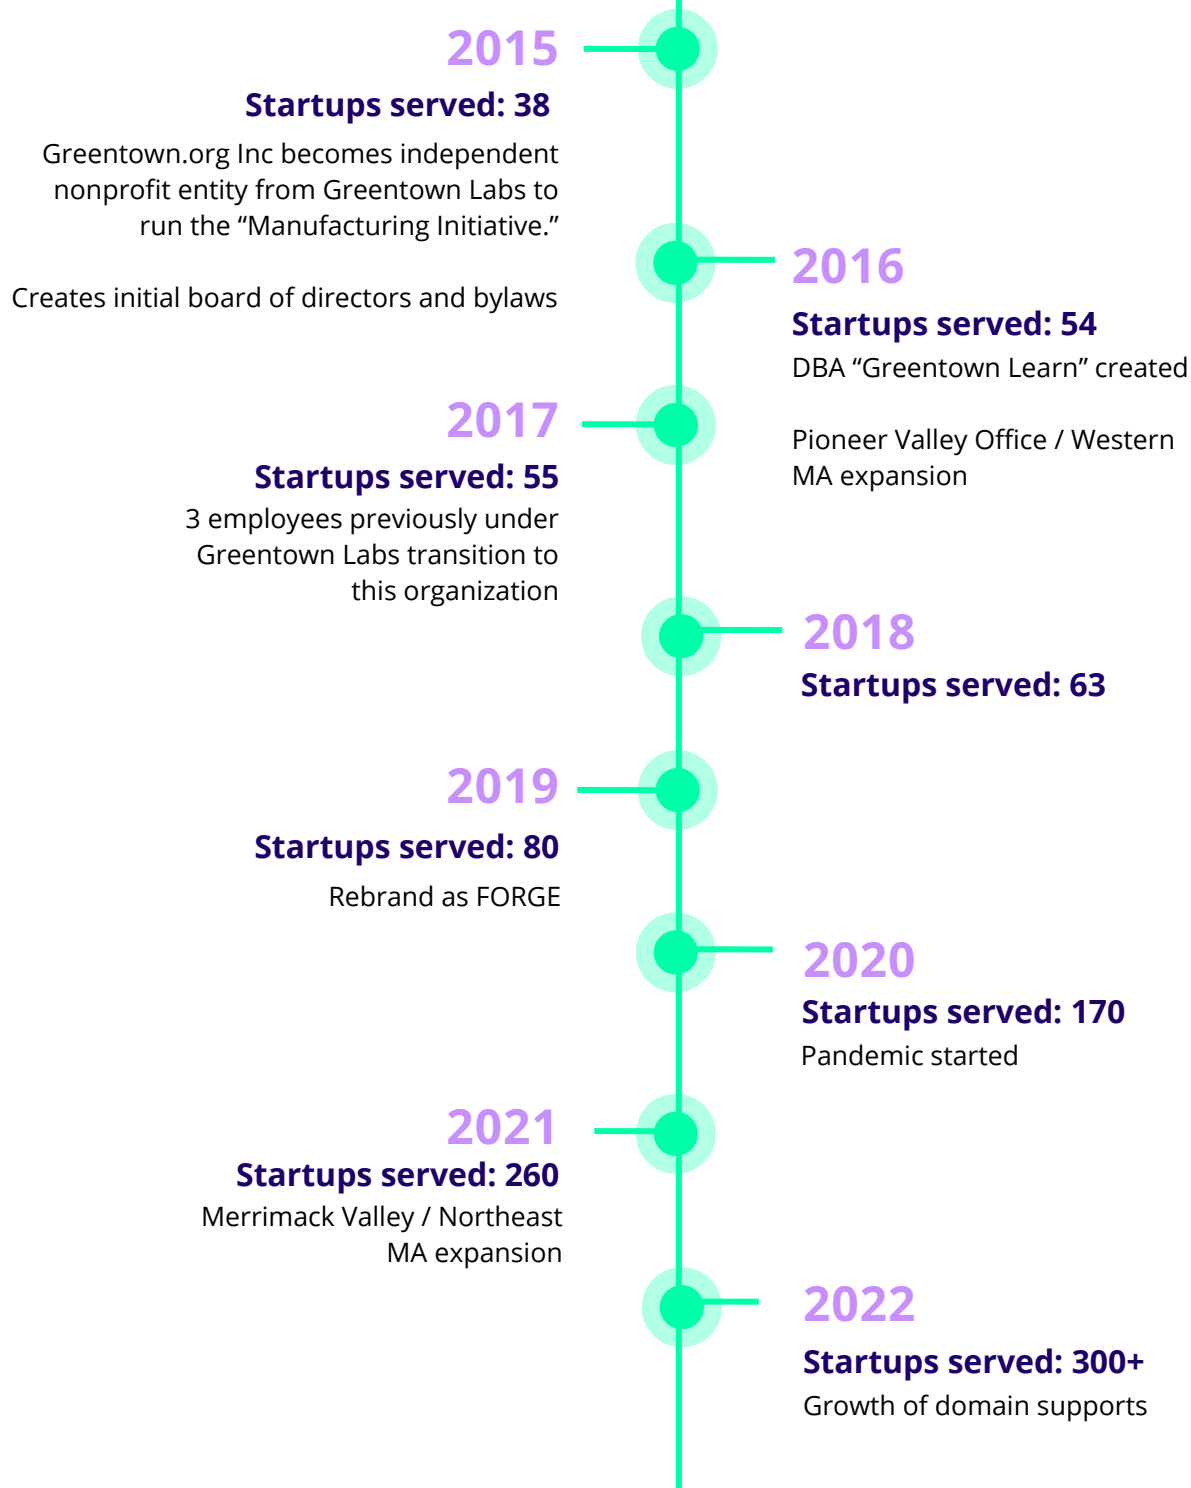 2015
Startups served: 38
Greentown.org Inc becomes independent
nonprofit entity from Greentown Labs to
run the “Manufacturing Initiative.”
Creates initial board of directors and bylaws
2016
Startups served: 54
DBA “Greentown Learn” created
Pioneer Valley Office / Western
MA expansion
2017
Startups served: 55
3 employees previously under
Greentown Labs transition to
this organization
2018
Startups served: 63
2019
Startups served: 80
Rebrand as FORGE
2020
Startups served: 170
Pandemic started
2021
Startups served: 260
Merrimack Valley / Northeast
MA expansion
2022
Startups served: 300+
Growth of domain supports